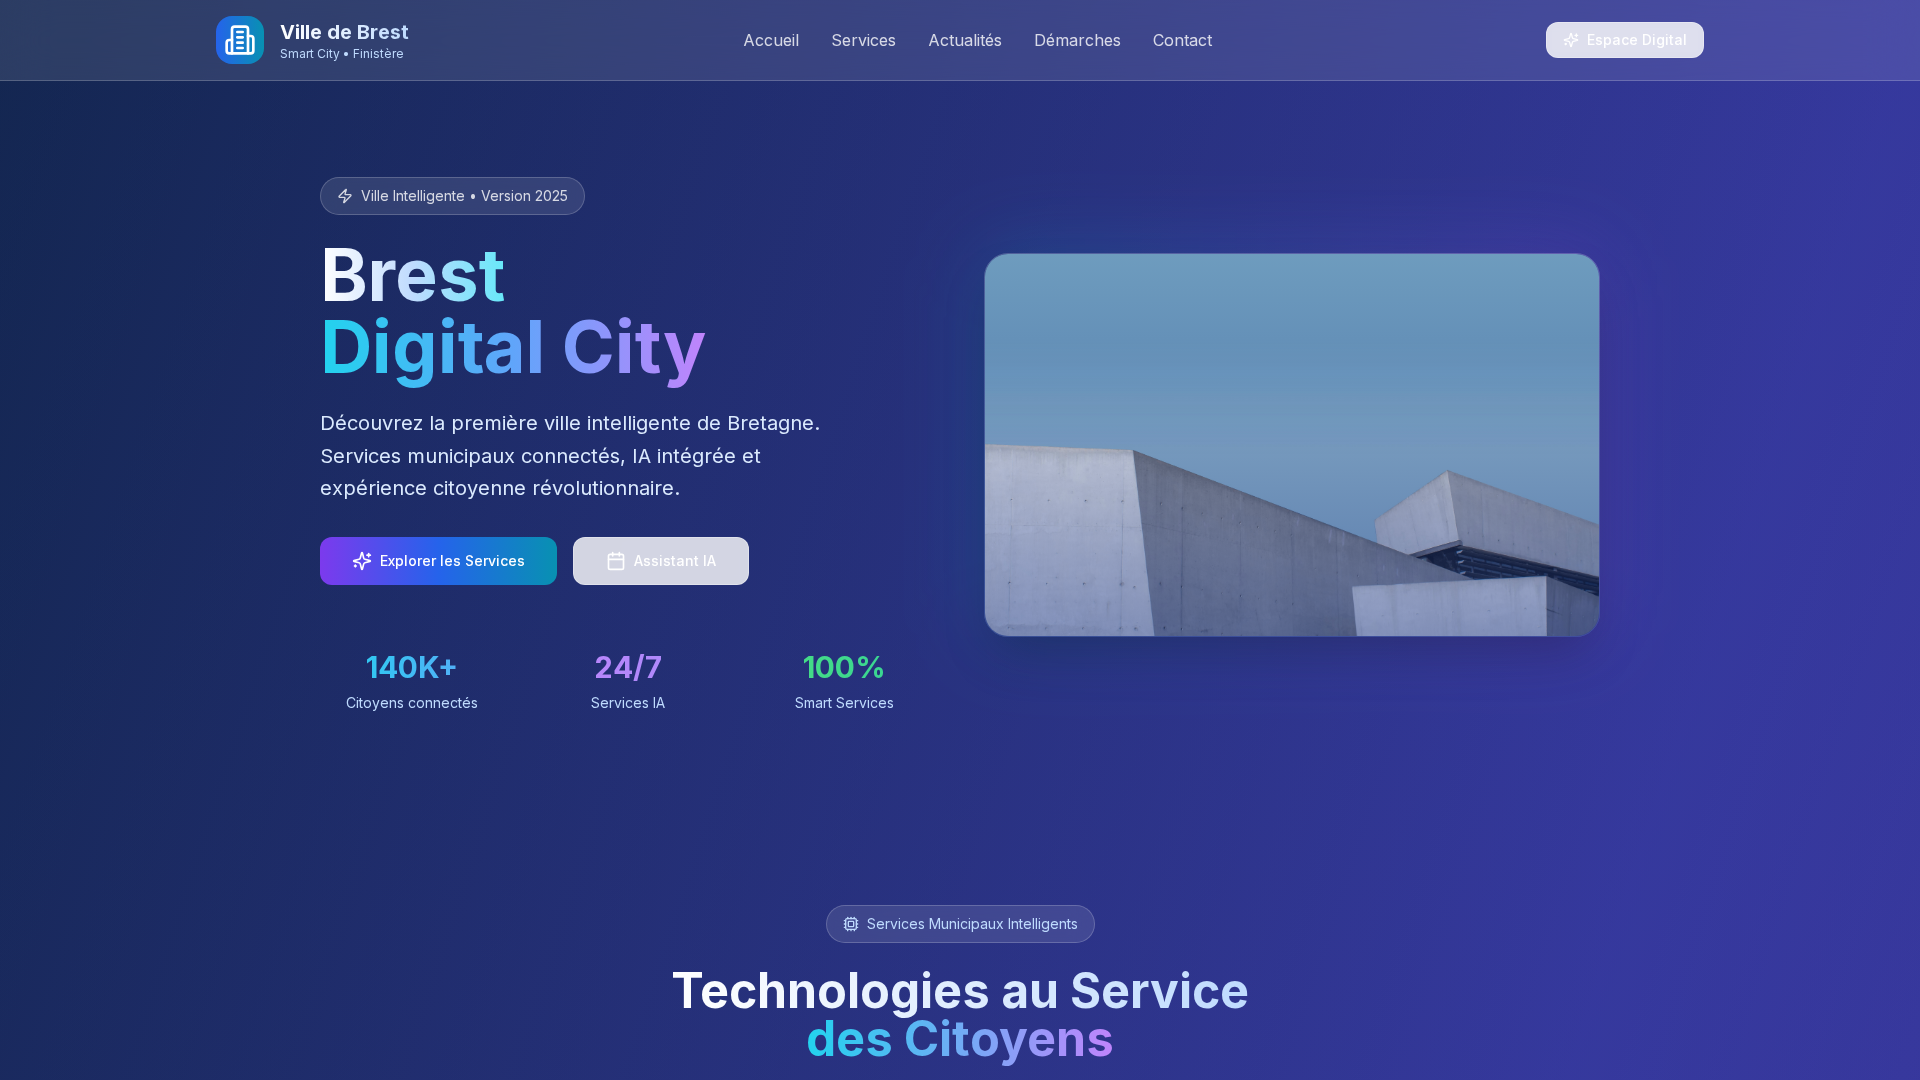 Ville de Brest
Smart City • Finistère
Accueil
Services
Actualités
Démarches
Contact
Espace Digital
Ville Intelligente • Version 2025
Brest
Digital City
Découvrez la première ville intelligente de Bretagne.
Services municipaux connectés, IA intégrée et
expérience citoyenne révolutionnaire.
Explorer les Services
Assistant IA
140K+
Citoyens connectés
24/7
Services IA
100%
Smart Services
Services Municipaux Intelligents
Technologies au Service
des Citoyens